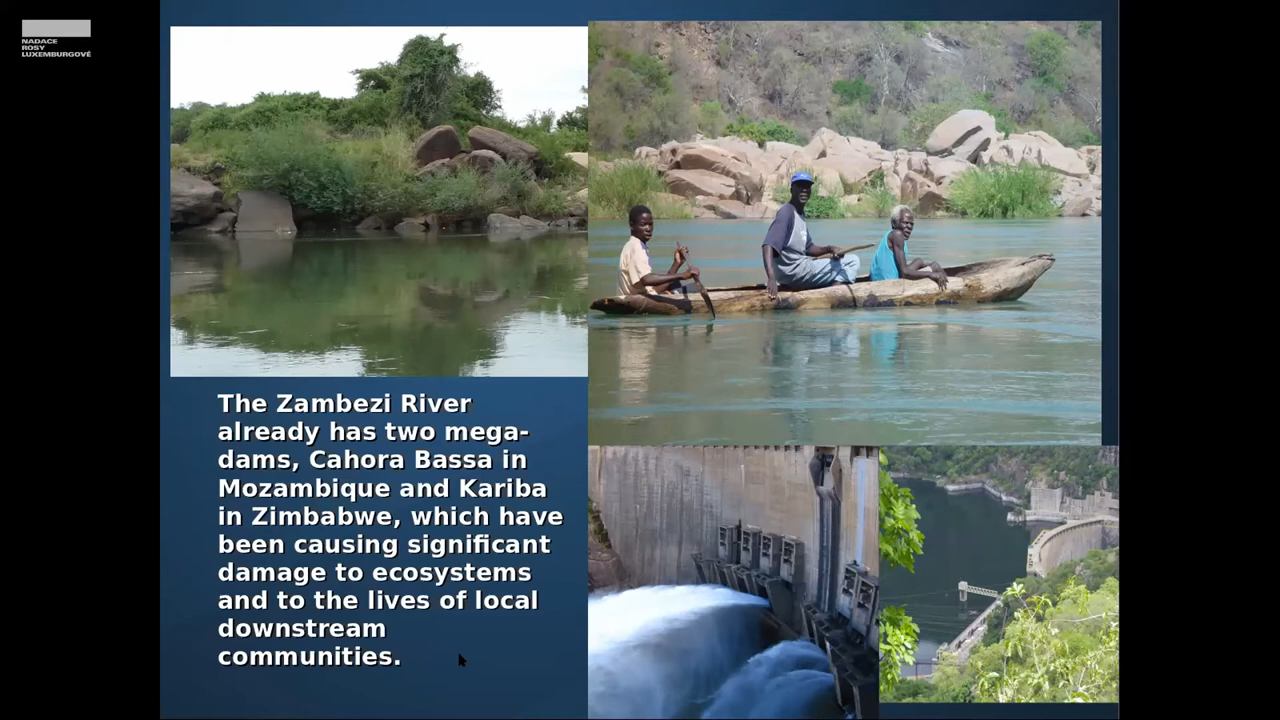 NADACE
ROSY
LUXEMBURGOVÉ
The Zambezi River
already has two mega-
dams, Cahora Bassa in
Mozambique and Kariba
in Zimbabwe, which have
been causing significant
damage to ecosystems
and to the lives of local
downstream
communities.